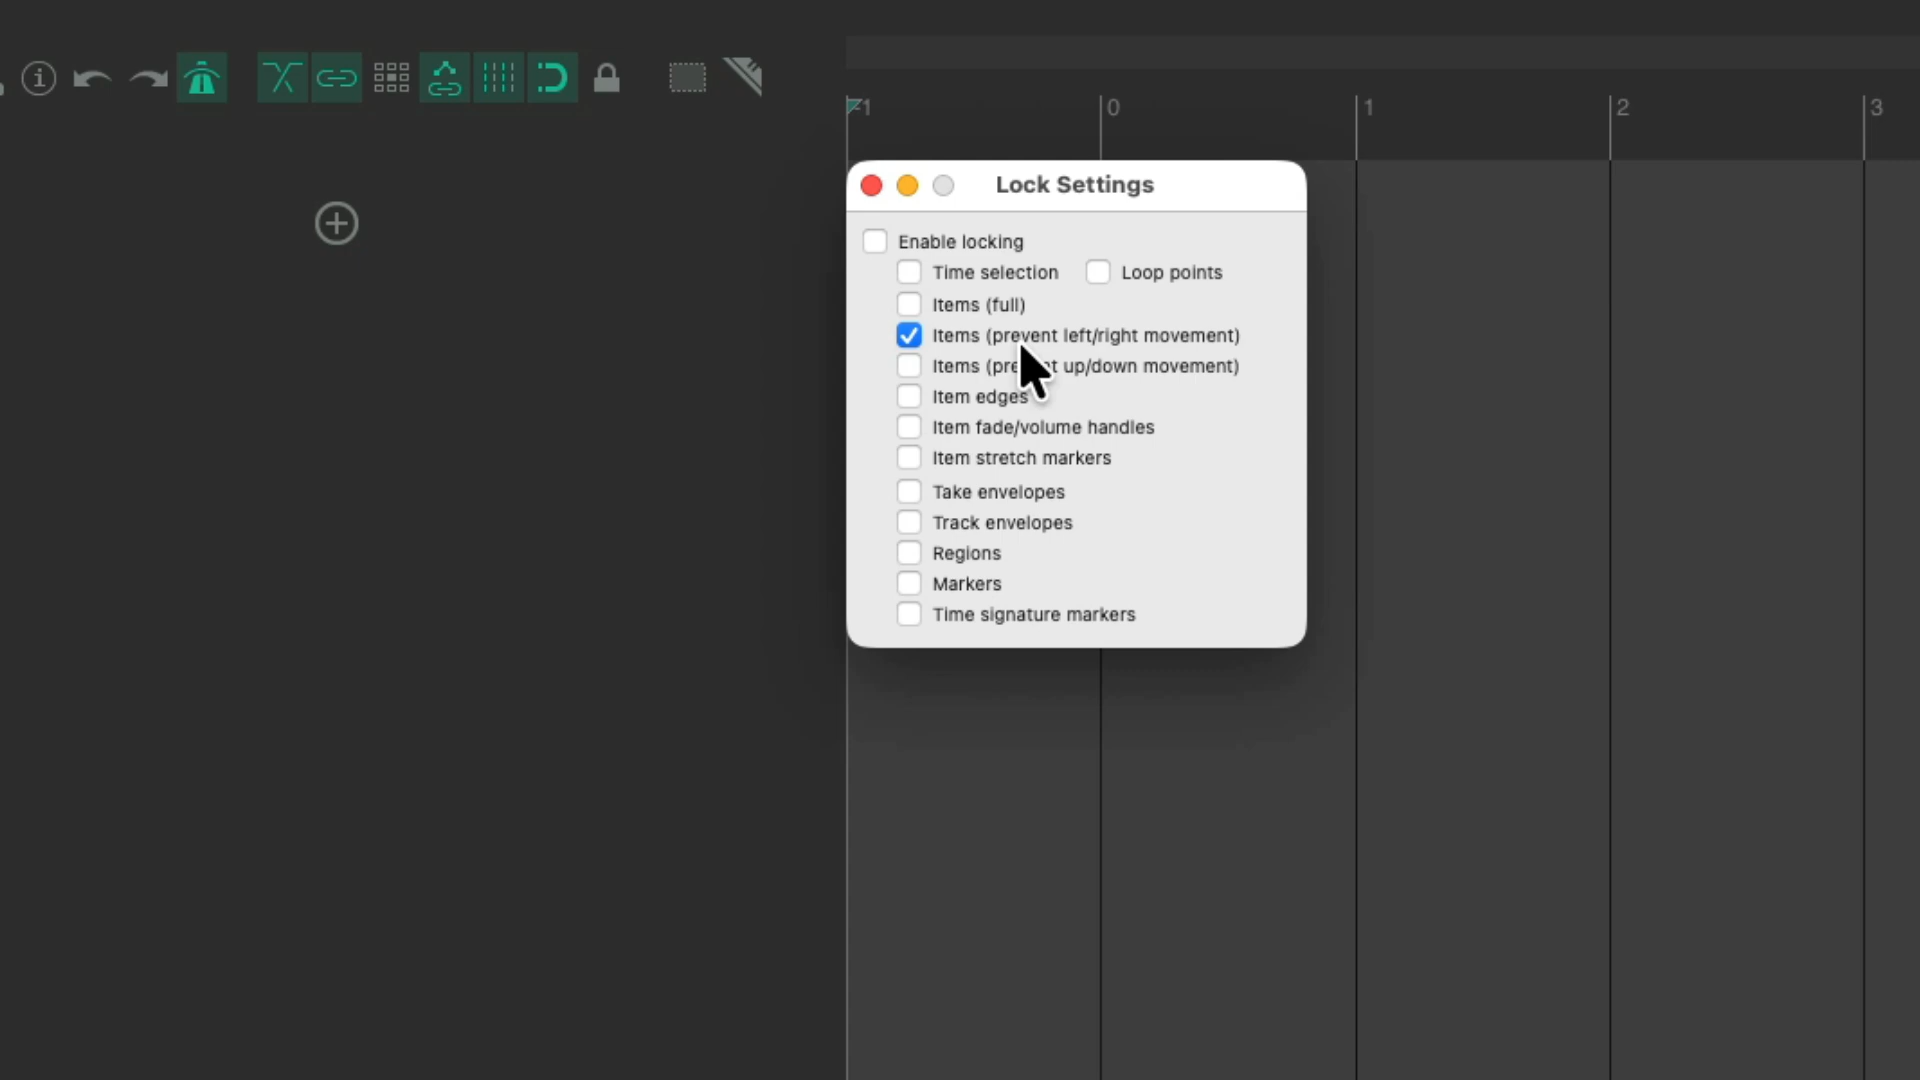 -1 0 1 2 3
Lock Settings
Enable locking
Time selection Loop points
Items (full)
Items (prevent left/right movement)
Items ( up/down movement)
Item edges
Item fade/volume handles
Item stretch markers
Take envelopes
Track envelopes
Regions
Markers
Time signature markers